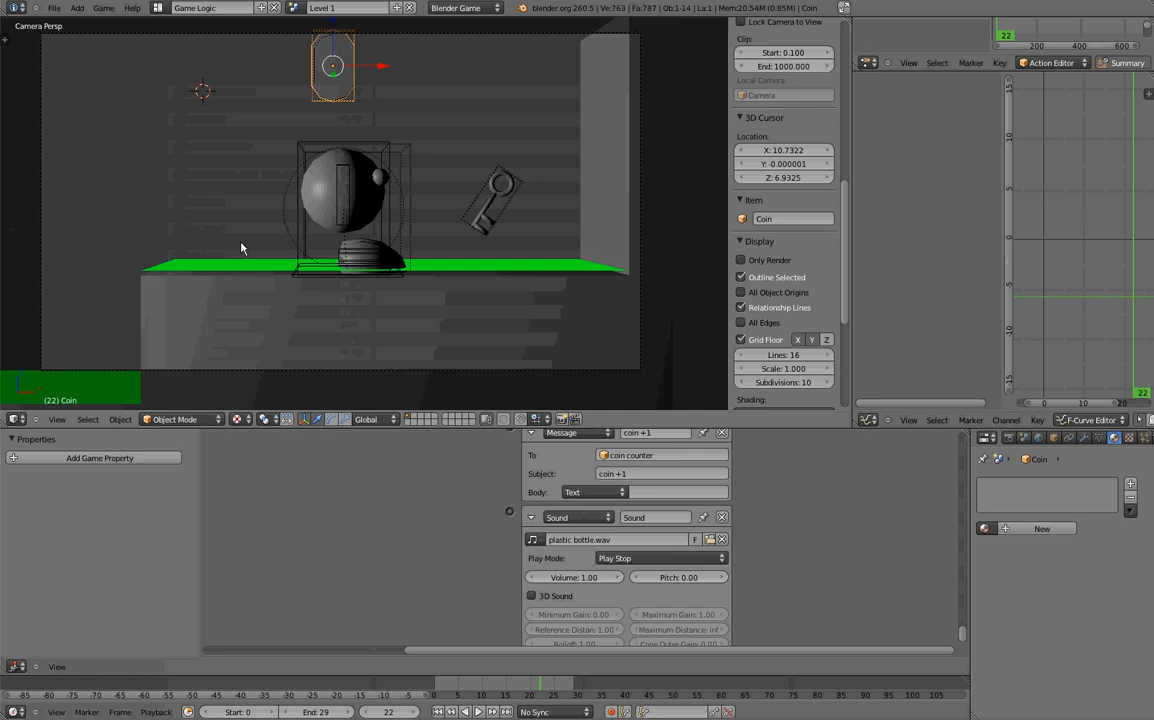 File Add Game Help Game Logic Level 1 Blender Game blender.org 260.5 | Ve:763 | Fa:787 | Ob:1-14 | La:1 | Mem:20.54M (0.85M) | Coin
Camera Persp
Lock Camera to View
Clip:
Start: 0.100
End: 1000.000
Local Camera:
Camera
3D Cursor
Location:
X: 10.7322
Y: -0.000001
Z: 6.9325
Item
Coin
Display
Only Render
Outline Selected
All Object Origins
Relationship Lines
All Edges
Grid Floor X Y Z
Lines: 16
Scale: 1.000
Subdivisions: 10
Shading:
(22) Coin
View Select Object Object Mode Global
22
200 400 600
View Select Marker Key Action Editor Summary
15
10
5
0
-5
-10
-15
22
0 10 20
View Select Marker Channel Key F-Curve Editor
Properties
Add Game Property
Message coin +1
To coin counter
Subject: coin +1
Body: Text
Sound Sound
plastic bottle.wav F
Play Mode: Play Stop
Volume: 1.00 Pitch: 0.00
3D Sound
Minimum Gain: 0.00 Maximum Gain: 1.00
Reference Distan: 1.00 Maximum Distance: inf
Rolloff: 1.00 Cone Outer Gain: 0.00
View
Coin
New
-85 -80 -75 -70 -65 -60 -55 -50 -45 -40 -35 -30 -25 -20 -15 -10 -5 0 5 10 15 20 25 30 35 40 45 50 55 60 65 70 75 80 85 90 95 100 105
View Marker Frame Playback Start: 0 End: 29 22 No Sync